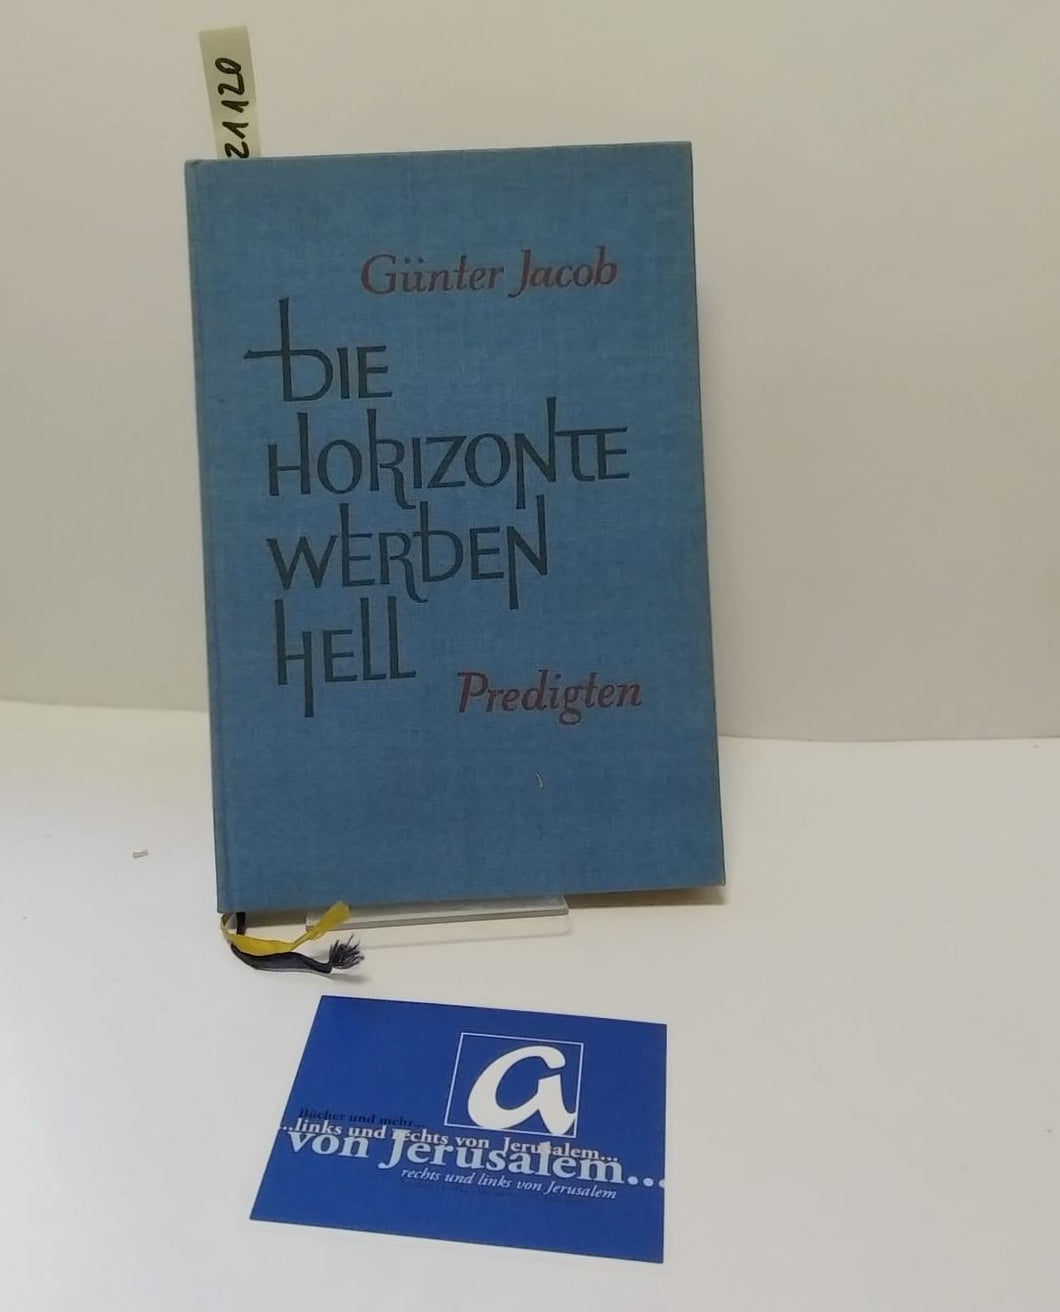 21120
Günter Jacob
DIE
HORIZONTE
WERDEN
HELL
Predigten
a
Bücher und mehr...
...links und rechts von Jerusalem...
von Jerusalem...
rechts und links von Jerusalem